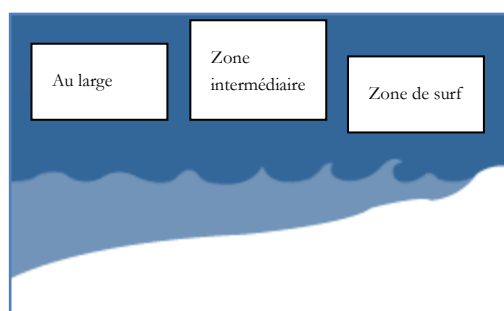 Au large
Zone
intermédiaire
Zone de surf